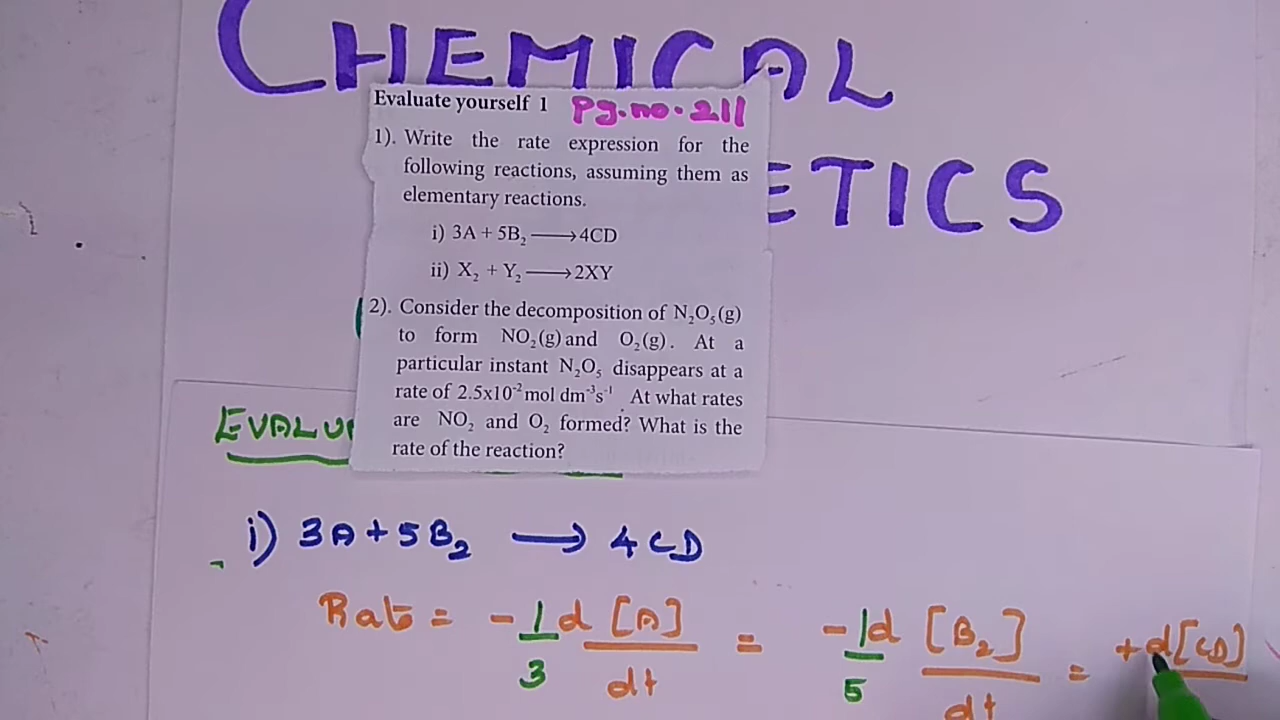 CHEMICAL
ETICS
Evaluate yourself 1 Pg.no.211
1). Write the rate expression for the
following reactions, assuming them as
elementary reactions.
i) 3A + 5B₂ ⟶ 4CD
ii) X₂ + Y₂ ⟶ 2XY
2). Consider the decomposition of N₂O₅(g)
to form NO₂(g) and O₂(g). At a
particular instant N₂O₅ disappears at a
rate of 2.5x10⁻² mol dm⁻³s⁻¹. At what rates
are NO₂ and O₂ formed? What is the
rate of the reaction?
i) 3A + 5B₂ ⟶ 4CD
Rate = -1/3 d[A]/dt = -1/5 d[B₂]/dt = +d[CD]